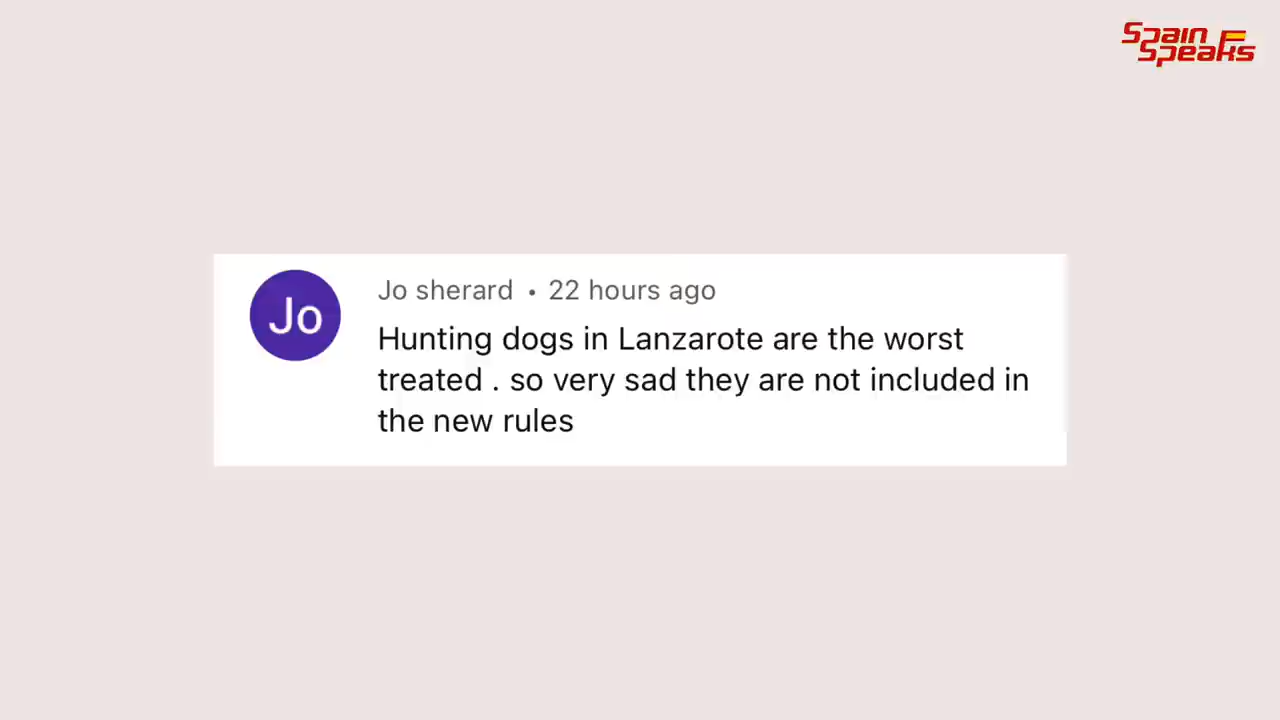 Spain
Speaks
Jo
Jo sherard • 22 hours ago
Hunting dogs in Lanzarote are the worst
treated . so very sad they are not included in
the new rules